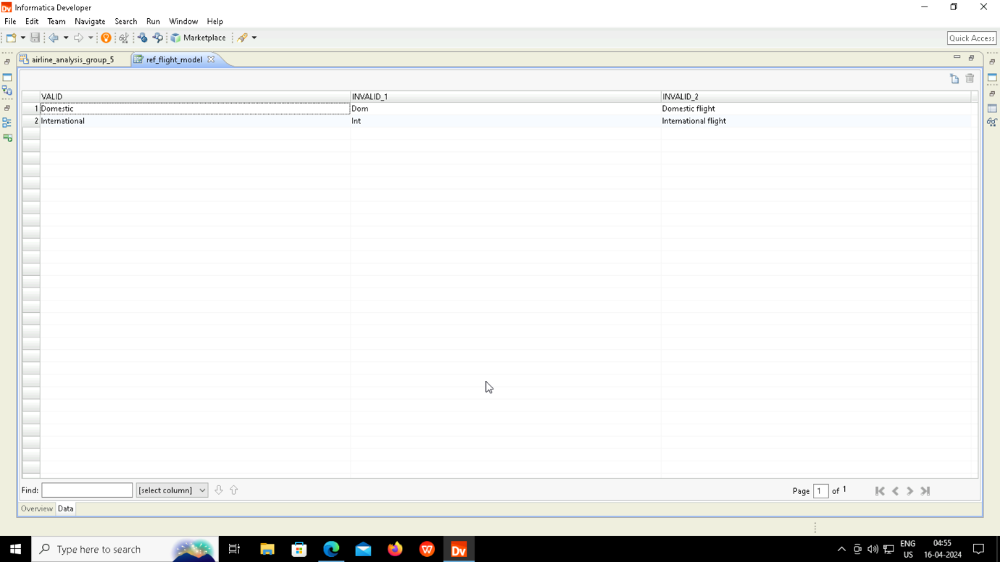 Dv Informatica Developer
File Edit Team Navigate Search Run Window Help
Marketplace
Quick Access
airline_analysis_group_5 ref_flight_model
VALID INVALID_1 INVALID_2
1 Domestic Dom Domestic flight
2 International Int International flight
Find: [select column] Page 1 of 1
Overview Data
Type here to search W Dv ENG US 04:55 16-04-2024